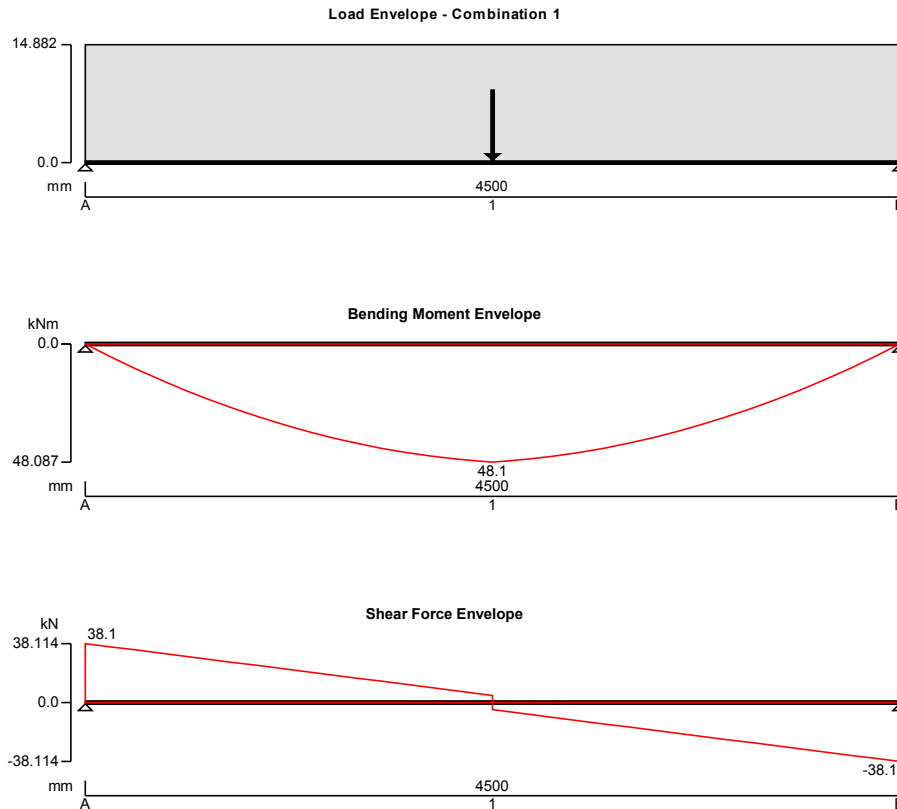 Load Envelope - Combination 1
14.882
0.0
mm
4500
A
1
Bending Moment Envelope
kNm
0.0
48.087
48.1
mm
4500
A
1
Shear Force Envelope
kN
38.114
38.1
0.0
-38.114
-38.1
mm
4500
A
1